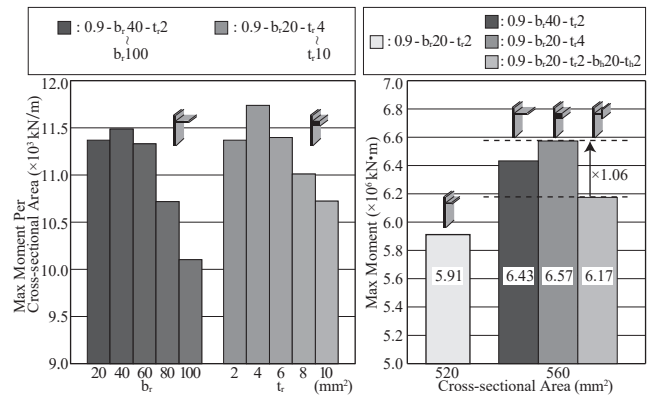 : 0.9 - br 40 - tr2
~
br100
: 0.9 - br20 - tr 4
~
tr10
Max Moment Per
Cross-sectional Area (×10³kN/m)
12.0
11.5
11.0
10.5
10.0
9.5
9.0
20 40 60 80 100
br
2 4 6 8 10
tr (mm²)
: 0.9 - br20 - tr2
: 0.9 - br40 - tr2
: 0.9 - br20 - tr4
: 0.9 - br20 - tr2-bh20-th2
Max Moment (×10⁶ kN•m)
7.0
6.8
6.6
6.4
6.2
6.0
5.8
5.6
5.4
5.2
5.0
×1.06
5.91 6.43 6.57 6.17
520 560
Cross-sectional Area (mm²)